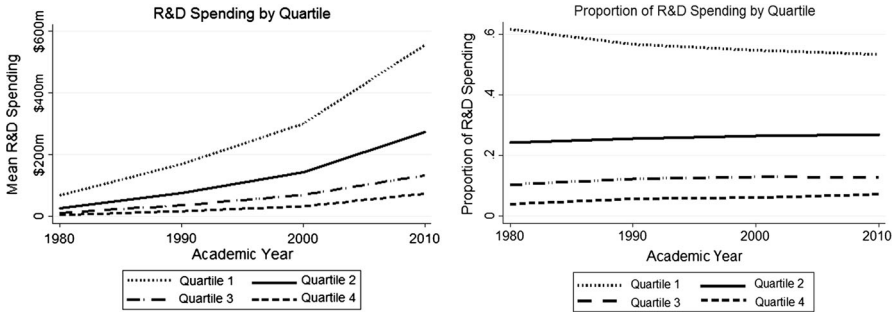 R&D Spending by Quartile
Mean R&D Spending
$600m
$400m
$200m
0
1980 1990 2000 2010
Academic Year
Quartile 1 Quartile 2
Quartile 3 Quartile 4
Proportion of R&D Spending by Quartile
Proportion of R&D Spending
.6
.4
.2
0
1980 1990 2000 2010
Academic Year
Quartile 1 Quartile 2
Quartile 3 Quartile 4